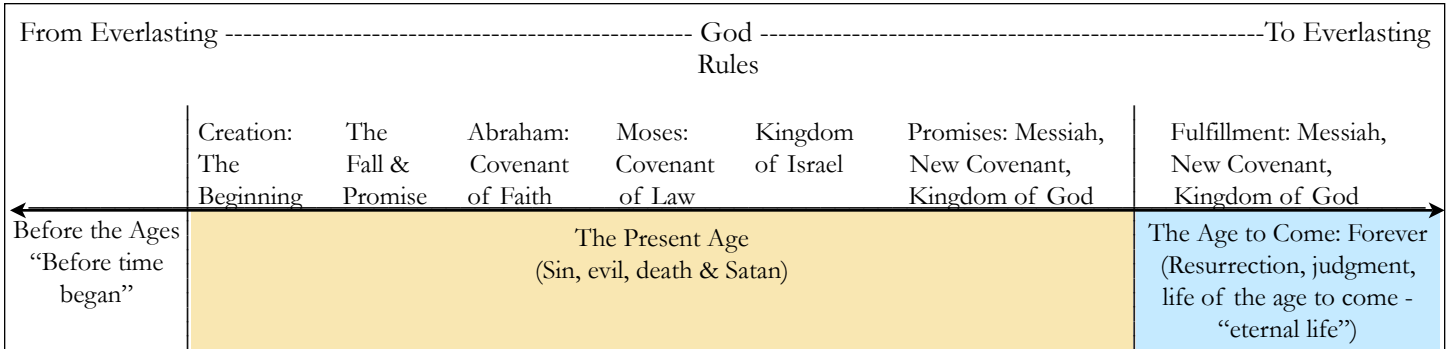 From Everlasting --------------------------------------------------- God -------------------------------------------------------To Everlasting
Rules
Creation:
The
Beginning
The
Fall &
Promise
Abraham:
Covenant
of Faith
Moses:
Covenant
of Law
Kingdom
of Israel
Promises: Messiah,
New Covenant,
Kingdom of God
Fulfillment: Messiah,
New Covenant,
Kingdom of God
Before the Ages
“Before time
began”
The Present Age
(Sin, evil, death & Satan)
The Age to Come: Forever
(Resurrection, judgment,
life of the age to come -
“eternal life”)